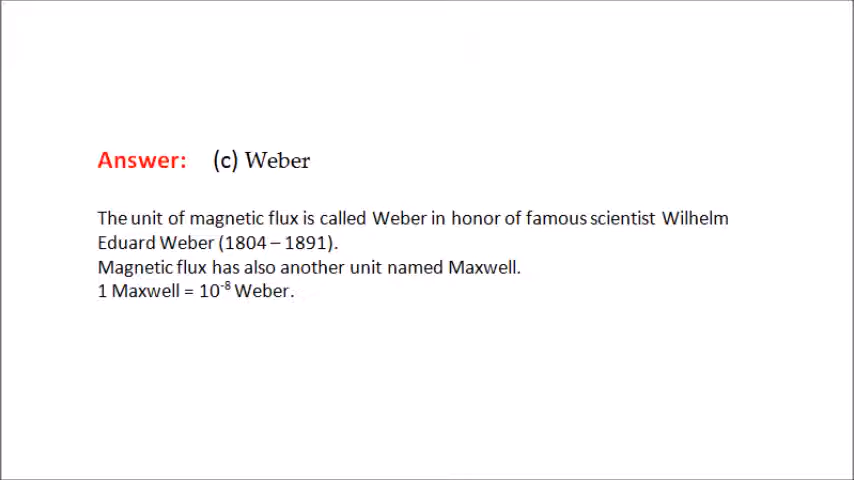 Answer: (c) Weber
The unit of magnetic flux is called Weber in honor of famous scientist Wilhelm
Eduard Weber (1804 – 1891).
Magnetic flux has also another unit named Maxwell.
1 Maxwell = 10⁻⁸ Weber.